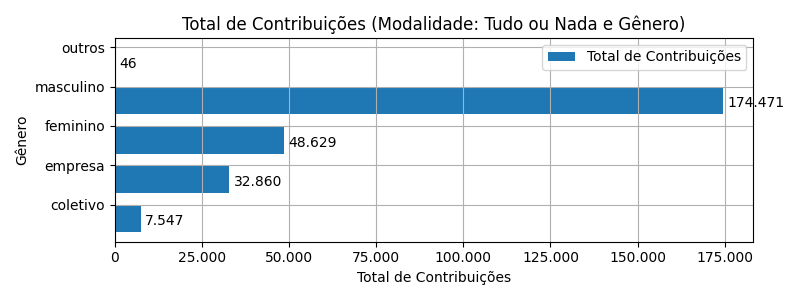 Total de Contribuições (Modalidade: Tudo ou Nada e Gênero)
Total de Contribuições
Gênero
outros
46
masculino
174.471
feminino
48.629
empresa
32.860
coletivo
7.547
0 25.000 50.000 75.000 100.000 125.000 150.000 175.000
Total de Contribuições